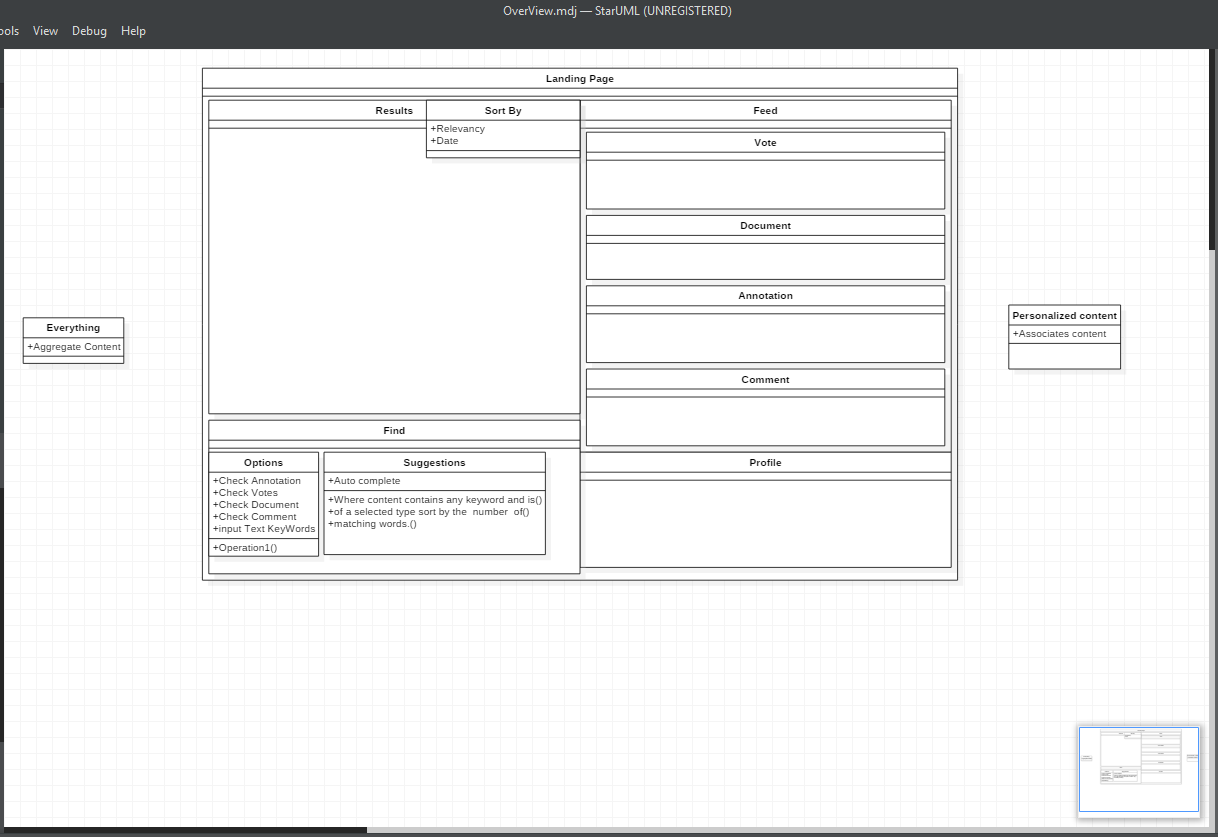 OverView.mdj — StarUML (UNREGISTERED)
ools View Debug Help
Landing Page
Results
Sort By
+Relevancy
+Date
Feed
Vote
Document
Annotation
Comment
Everything
+Aggregate Content
Personalized content
+Associates content
Find
Options
+Check Annotation
+Check Votes
+Check Document
+Check Comment
+input Text KeyWords
+Operation1()
Suggestions
+Auto complete
+Where content contains any keyword and is()
+of a selected type sort by the  number  of()
+matching words.()
Profile